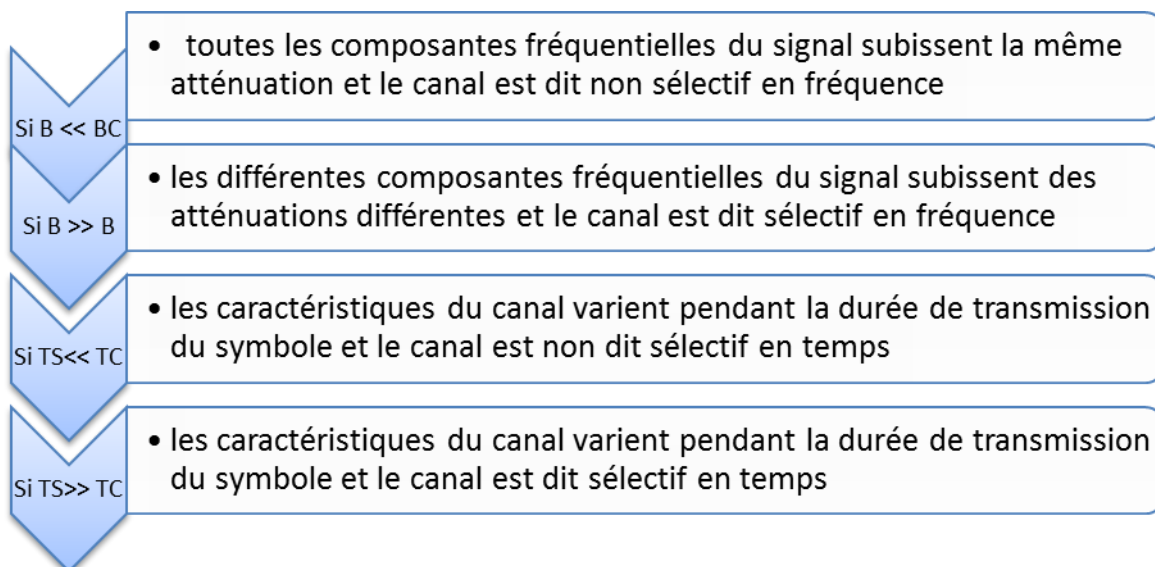 Si B << BC
• toutes les composantes fréquentielles du signal subissent la même
atténuation et le canal est dit non sélectif en fréquence
Si B >> B
• les différentes composantes fréquentielles du signal subissent des
atténuations différentes et le canal est dit sélectif en fréquence
Si TS<< TC
• les caractéristiques du canal varient pendant la durée de transmission
du symbole et le canal est non dit sélectif en temps
Si TS>> TC
• les caractéristiques du canal varient pendant la durée de transmission
du symbole et le canal est dit sélectif en temps